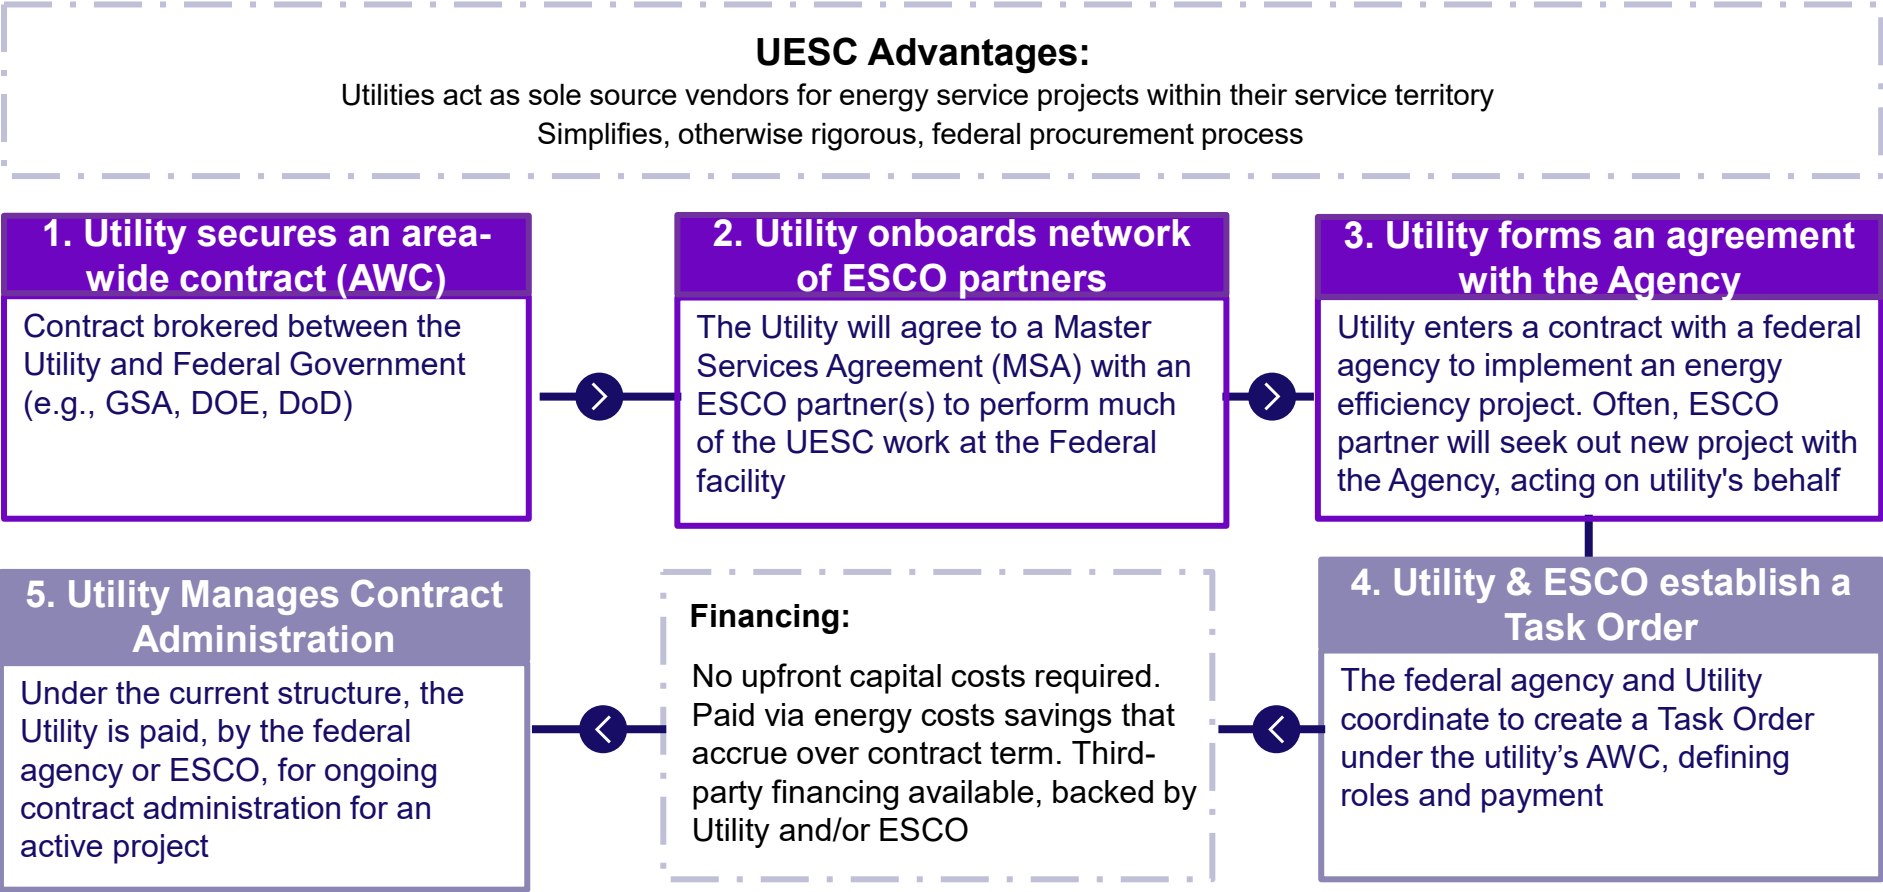 UESC Advantages:
Utilities act as sole source vendors for energy service projects within their service territory
Simplifies, otherwise rigorous, federal procurement process
1. Utility secures an area-
wide contract (AWC)
Contract brokered between the
Utility and Federal Government
(e.g., GSA, DOE, DoD)
2. Utility onboards network
of ESCO partners
The Utility will agree to a Master
Services Agreement (MSA) with an
ESCO partner(s) to perform much
of the UESC work at the Federal
facility
3. Utility forms an agreement
with the Agency
Utility enters a contract with a federal
agency to implement an energy
efficiency project. Often, ESCO
partner will seek out new project with
the Agency, acting on utility's behalf
4. Utility & ESCO establish a
Task Order
The federal agency and Utility
coordinate to create a Task Order
under the utility’s AWC, defining
roles and payment
Financing:
No upfront capital costs required.
Paid via energy costs savings that
accrue over contract term. Third-
party financing available, backed by
Utility and/or ESCO
5. Utility Manages Contract
Administration
Under the current structure, the
Utility is paid, by the federal
agency or ESCO, for ongoing
contract administration for an
active project